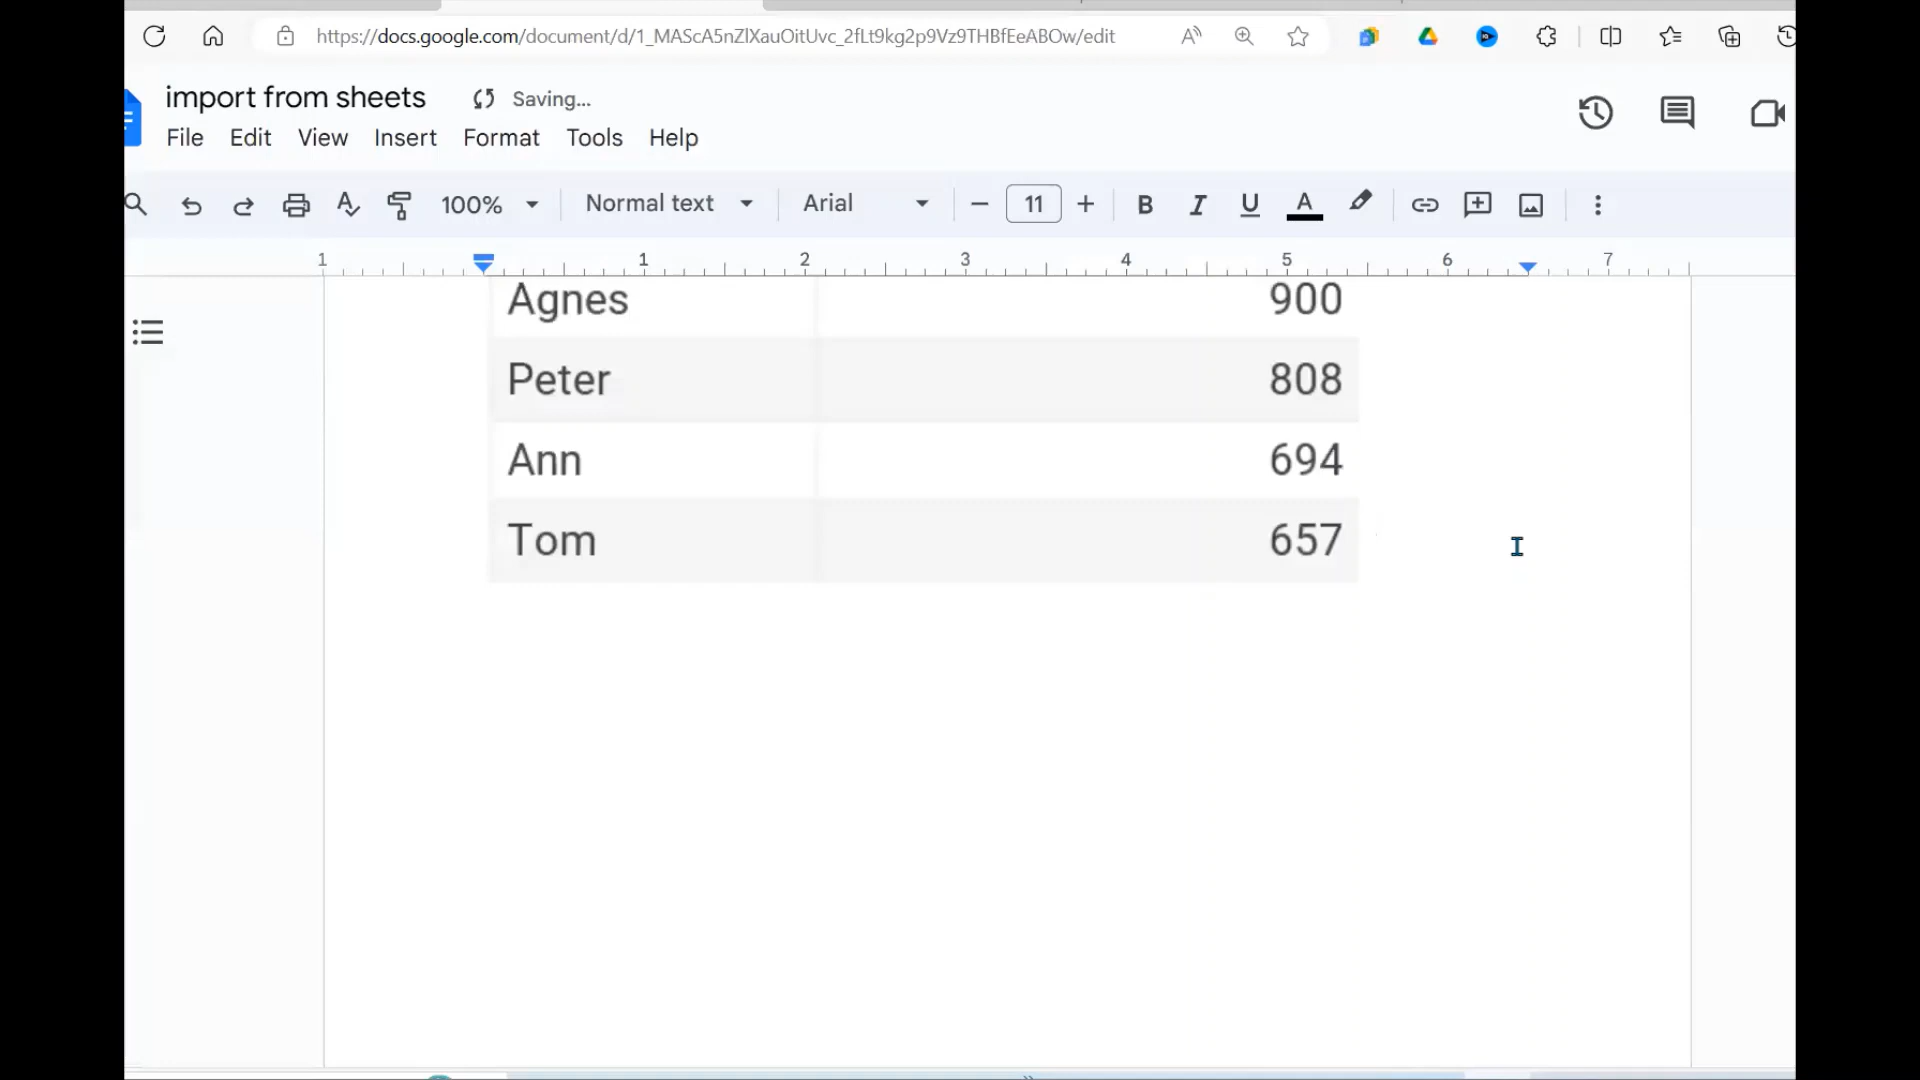 https://docs.google.com/document/d/1_MAScA5nZlXauOitUvc_2fLt9kg2p9Vz9THBfEeABOw/edit
import from sheets Saving...
File Edit View Insert Format Tools Help
100% Normal text Arial 11 B I U A
1 1 2 3 4 5 6 7
Agnes 900
Peter 808
Ann 694
Tom 657